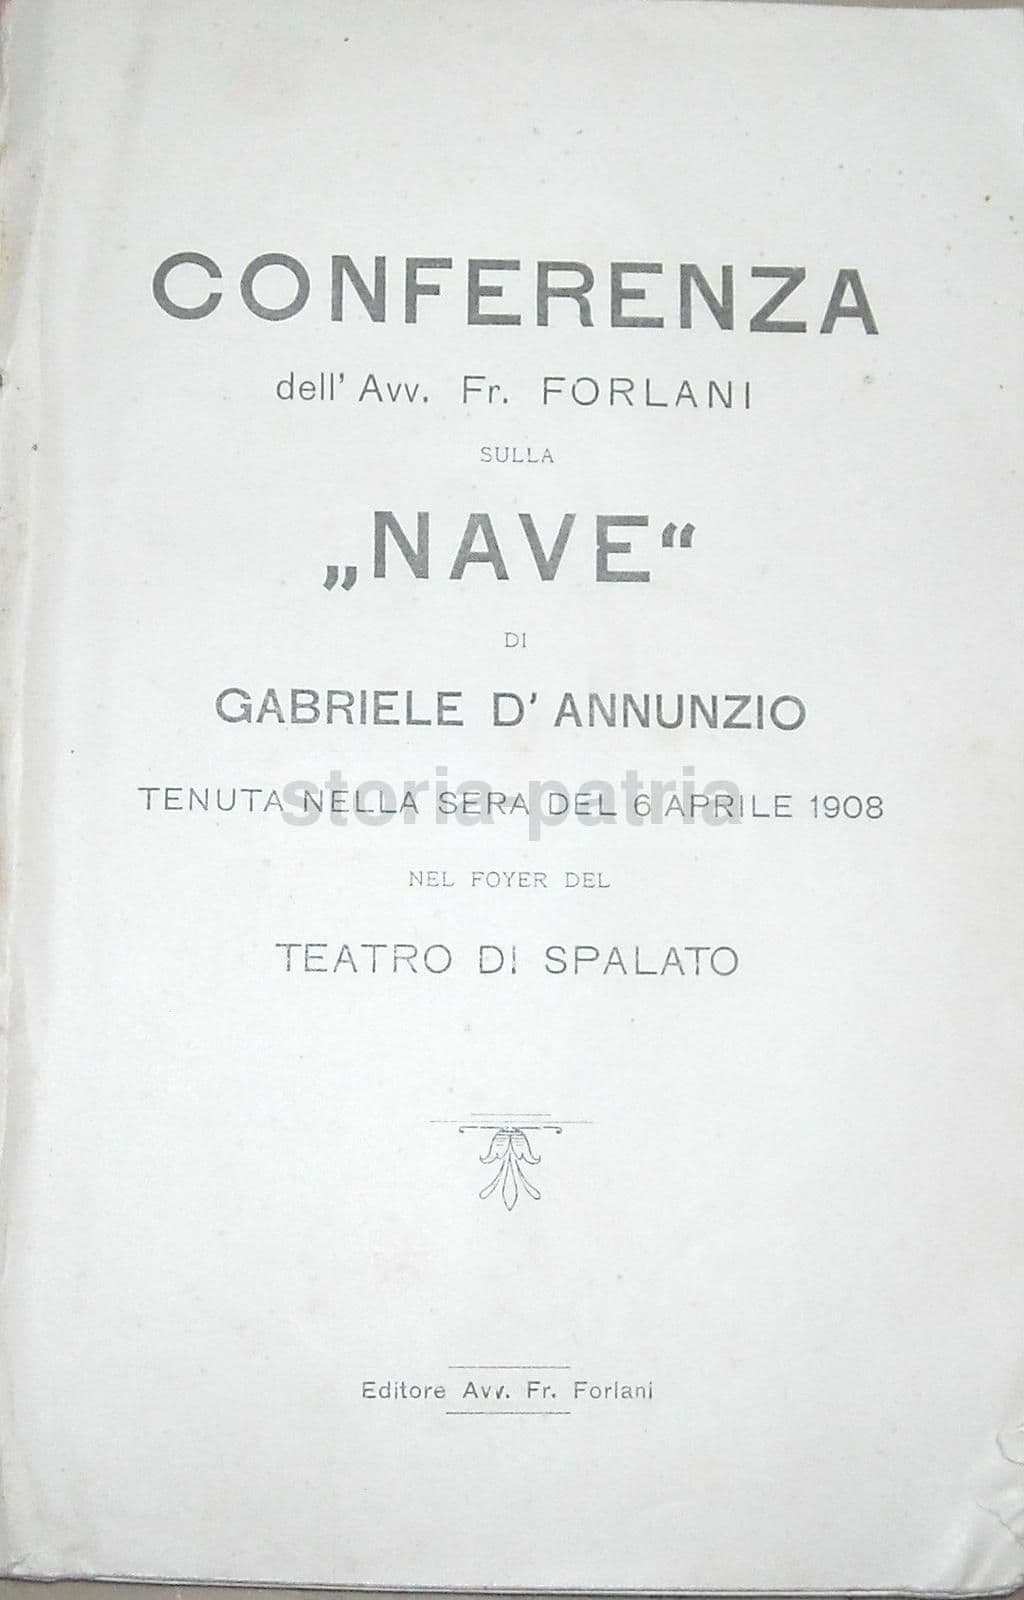 CONFERENZA
dell' Avv. Fr. FORLANI
SULLA
„NAVE“
DI
GABRIELE D' ANNUNZIO
storia patria
TENUTA NELLA SERA DEL 6 APRILE 1908
NEL FOYER DEL
TEATRO DI SPALATO
Editore Avv. Fr. Forlani